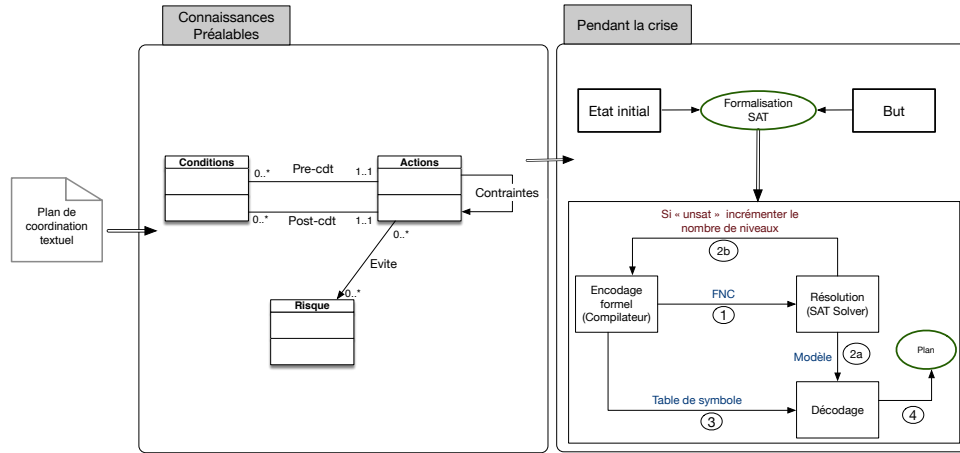 Connaissances
Préalables
Pendant la crise
Etat initial
Formalisation
SAT
But
Plan de
coordination
textuel
Conditions
Actions
0..*
Pre-cdt
1..1
Contraintes
0..*
Post-cdt
1..1
0..*
Evite
0..*
Risque
Si « unsat » incrémenter le
nombre de niveaux
2b
Encodage
formel
(Compilateur)
FNC
1
Résolution
(SAT Solver)
Modèle
2a
Plan
Table de symbole
3
Décodage
4